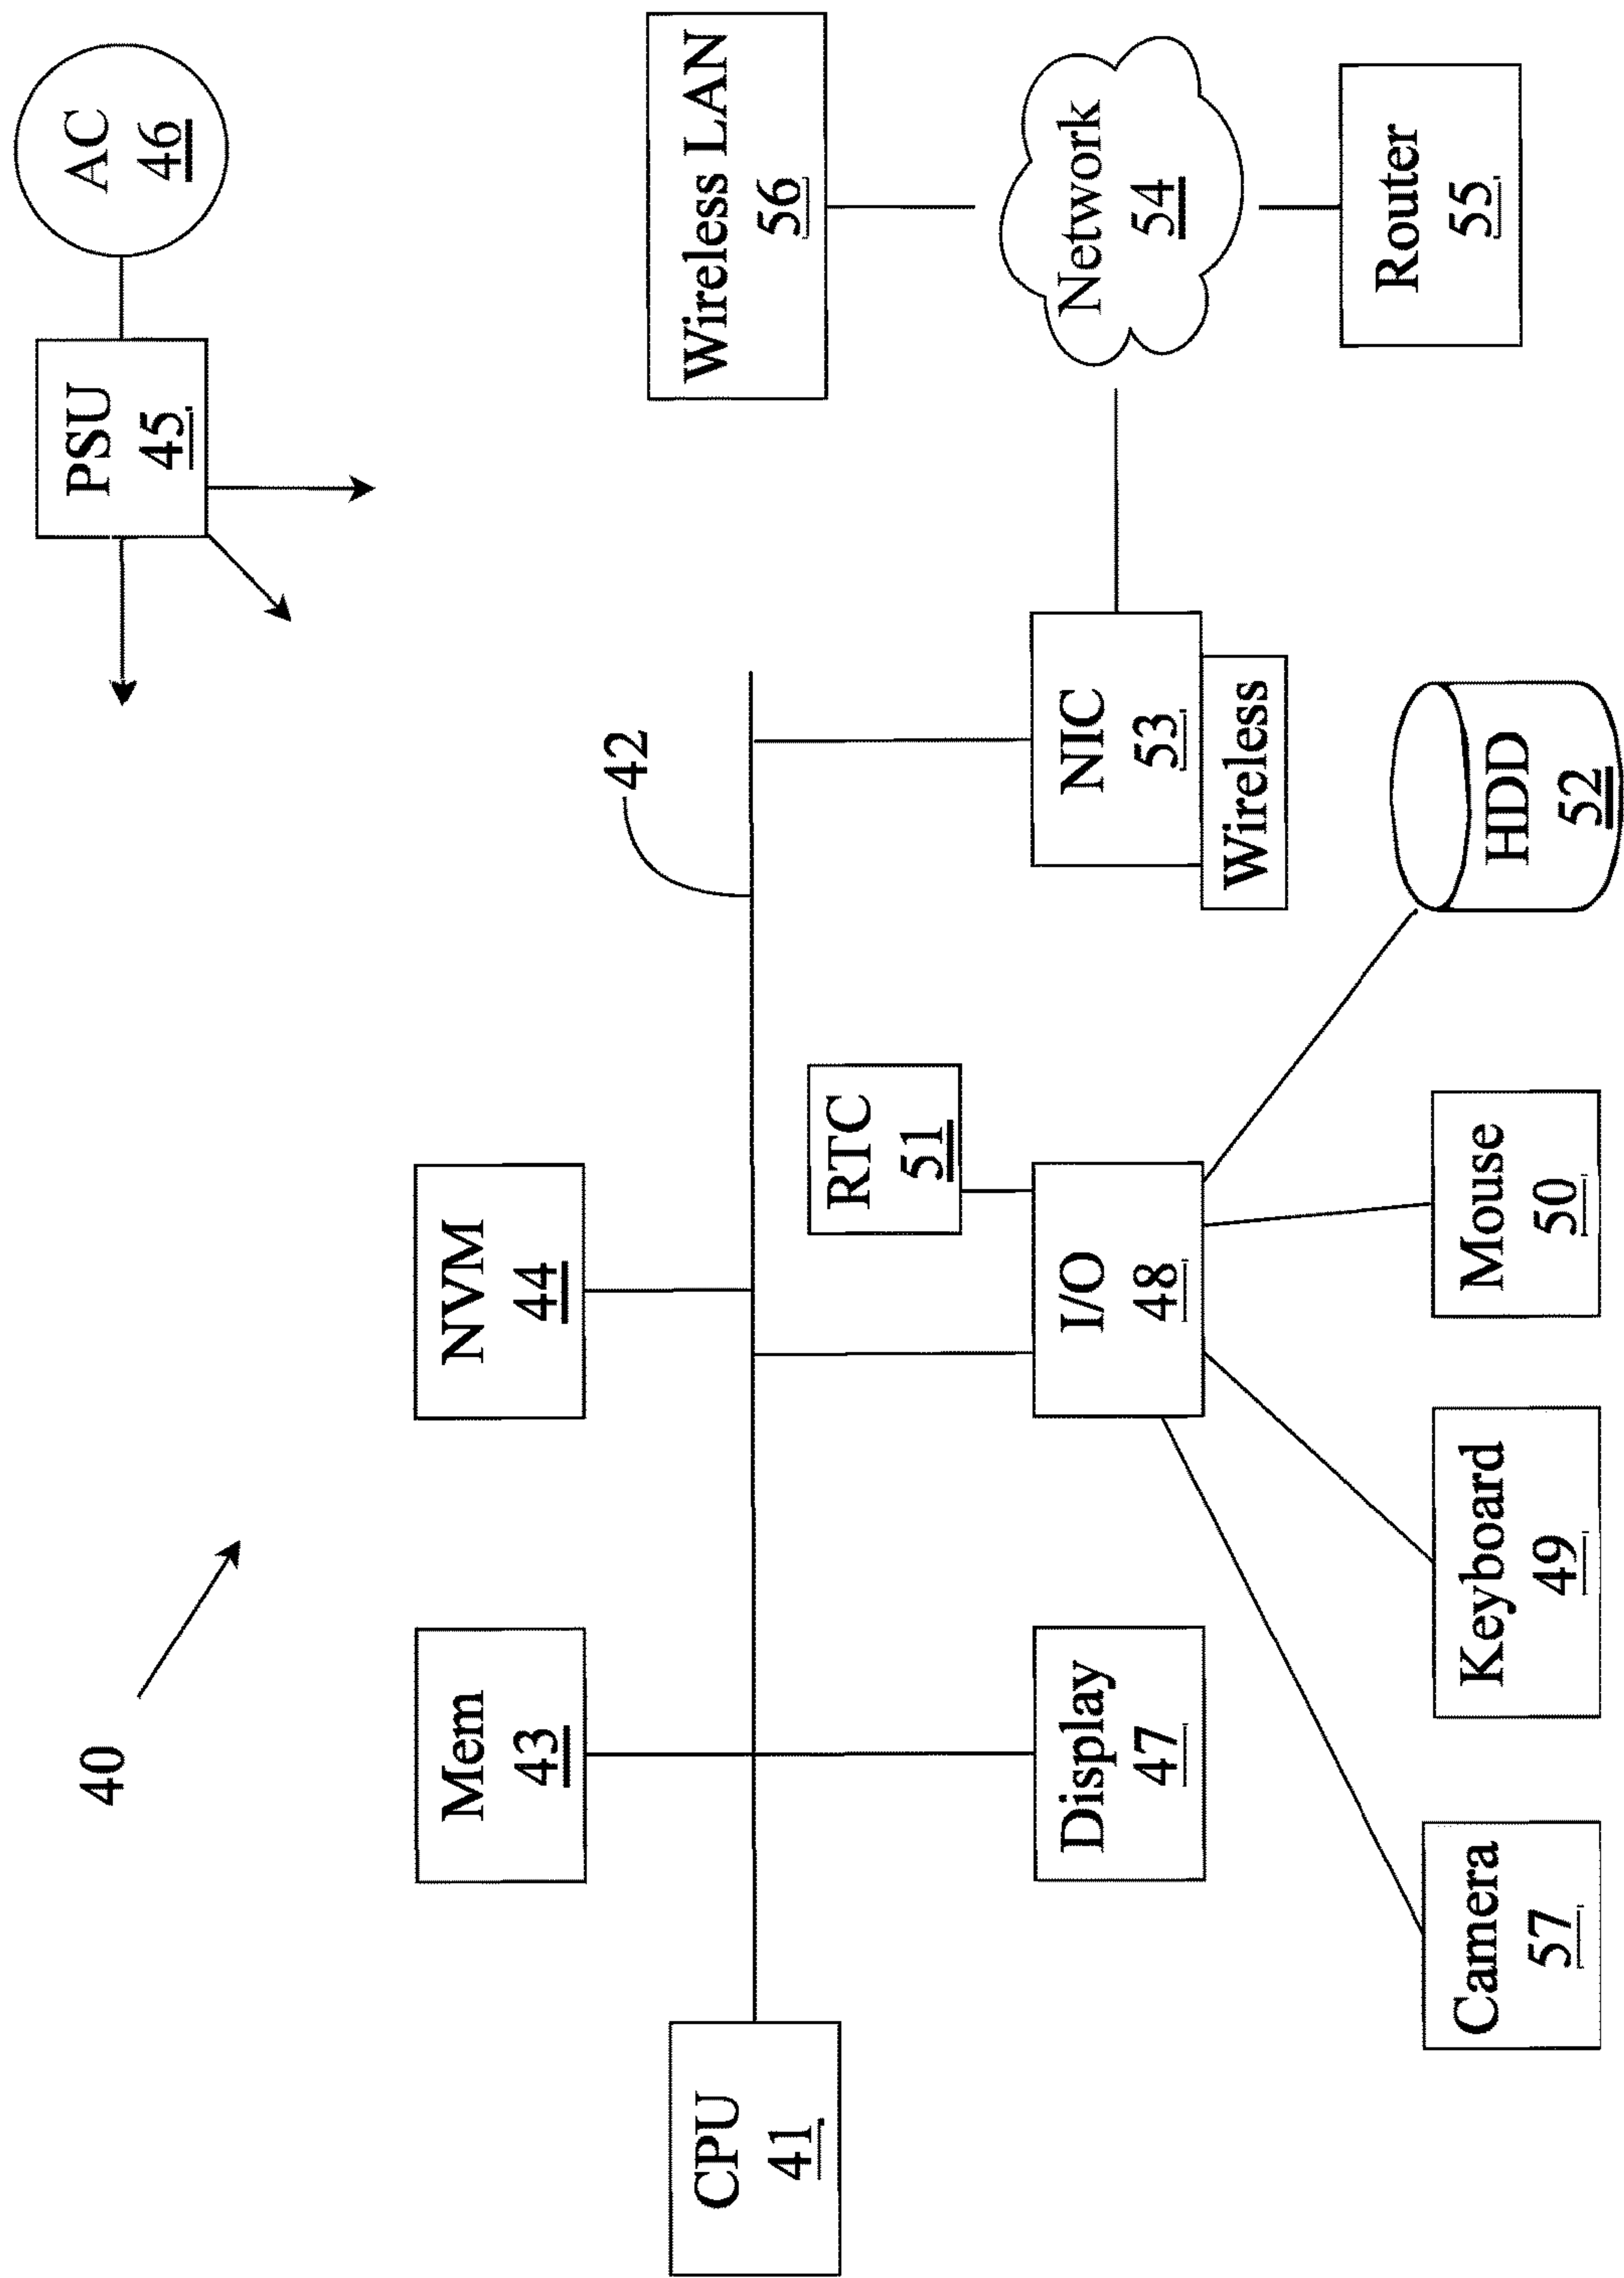 40
AC
46
PSU
45
Mem
43
NVM
44
42
Wireless LAN
56
CPU
41
RTC
51
Display
47
I/O
48
NIC
53
Wireless
Network
54
Camera
57
Keyboard
49
Mouse
50
HDD
52
Router
55